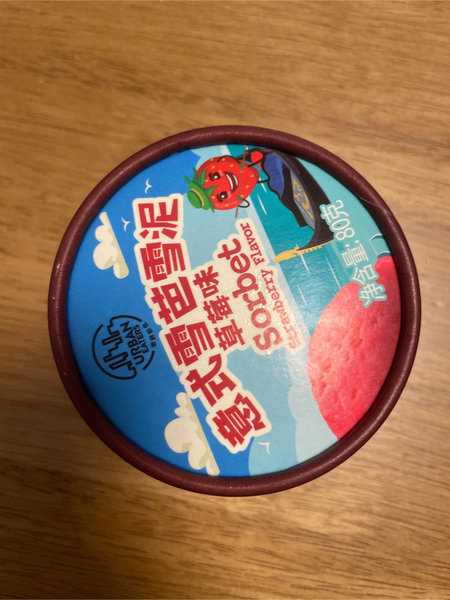 URBAN
EATERS
意式雪芭雪泥
草莓味
Sorbet
Strawberry Flavor
净含量:80克